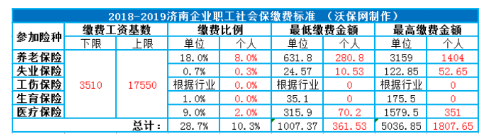 2018-2019济南企业职工社会保缴费标准 (沃保网制作)
参加险种 缴费工资基数 缴费比例 最低缴费金额 最高缴费金额
下限 上限 单位 个人 单位 个人 单位 个人
养老保险 3510 17550 18.0% 8.0% 631.8 280.8 3159 1404
失业保险 0.7% 0.3% 24.57 10.53 122.85 52.65
工伤保险 根据行业 0.0% 根据行业 0 根据行业 0
生育保险 1.0% 0.0% 35.1 0 175.5 0
医疗保险 9.0% 2.0% 315.9 70.2 1579.5 351
总计: 28.7% 10.3% 1007.37 361.53 5036.85 1807.65